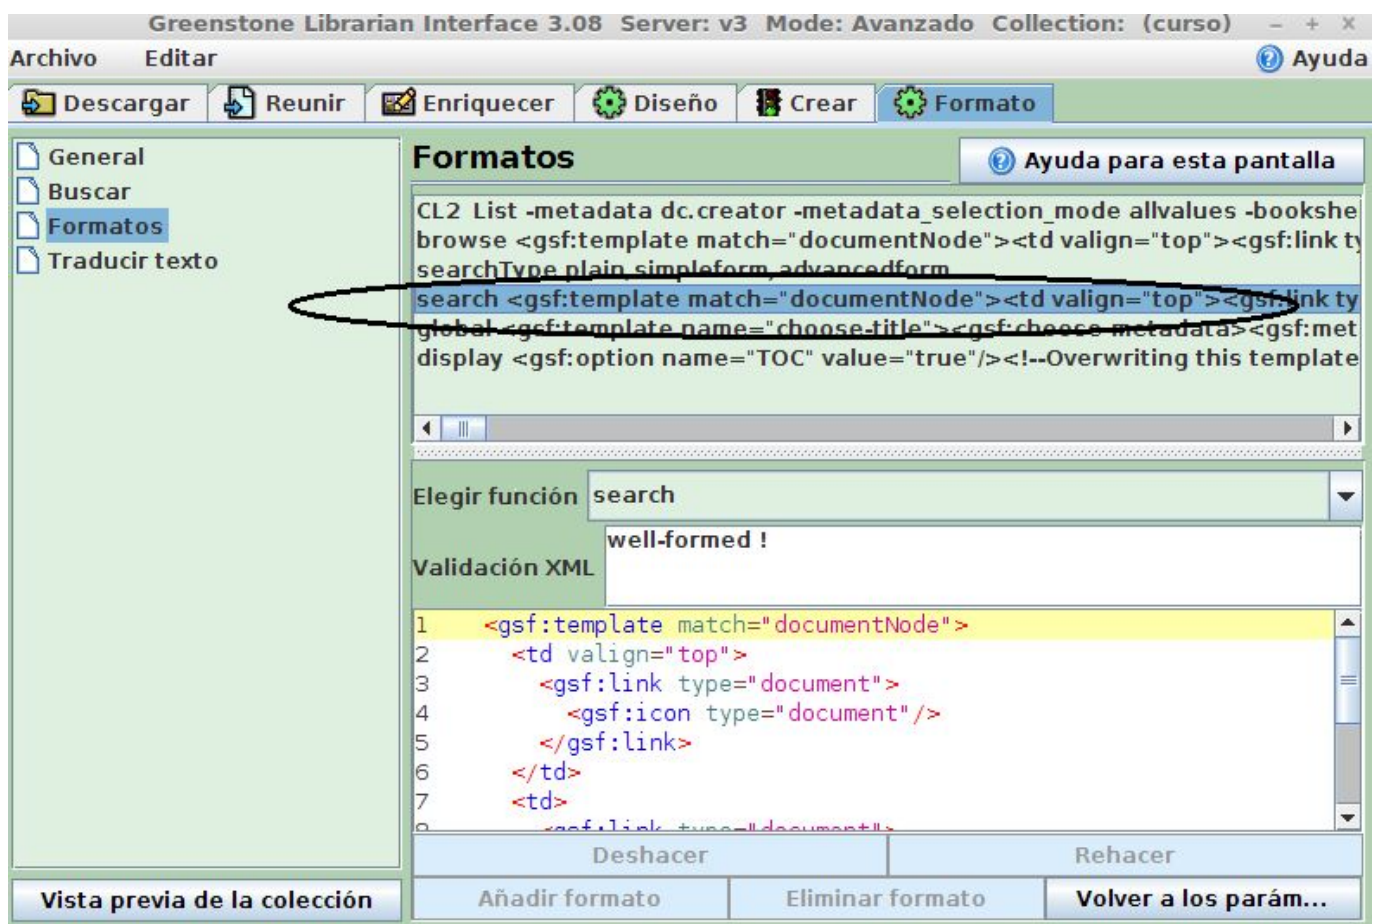 Greenstone Librarian Interface 3.08 Server: v3 Mode: Avanzado Collection: (curso)
Archivo Editar Ayuda
Descargar Reunir Enriquecer Diseño Crear Formato
General
Buscar
Formatos
Traducir texto
Formatos Ayuda para esta pantalla
CL2 List -metadata dc.creator -metadata_selection_mode allvalues -bookshe
browse <gsf:template match="documentNode"><td valign="top"><gsf:link ty
searchType plain,simpleform,advancedform
search <gsf:template match="documentNode"><td valign="top"><gsf:link ty
global <gsf:template name="choose-title"><gsf:choose-metadata><gsf:met
display <gsf:option name="TOC" value="true"/><!--Overwriting this template
Elegir función search
Validación XML well-formed !
1 <gsf:template match="documentNode">
2 <td valign="top">
3 <gsf:link type="document">
4 <gsf:icon type="document"/>
5 </gsf:link>
6 </td>
7 <td>
<gsf:link type="document">
Deshacer Rehacer
Añadir formato Eliminar formato Volver a los parám...
Vista previa de la colección